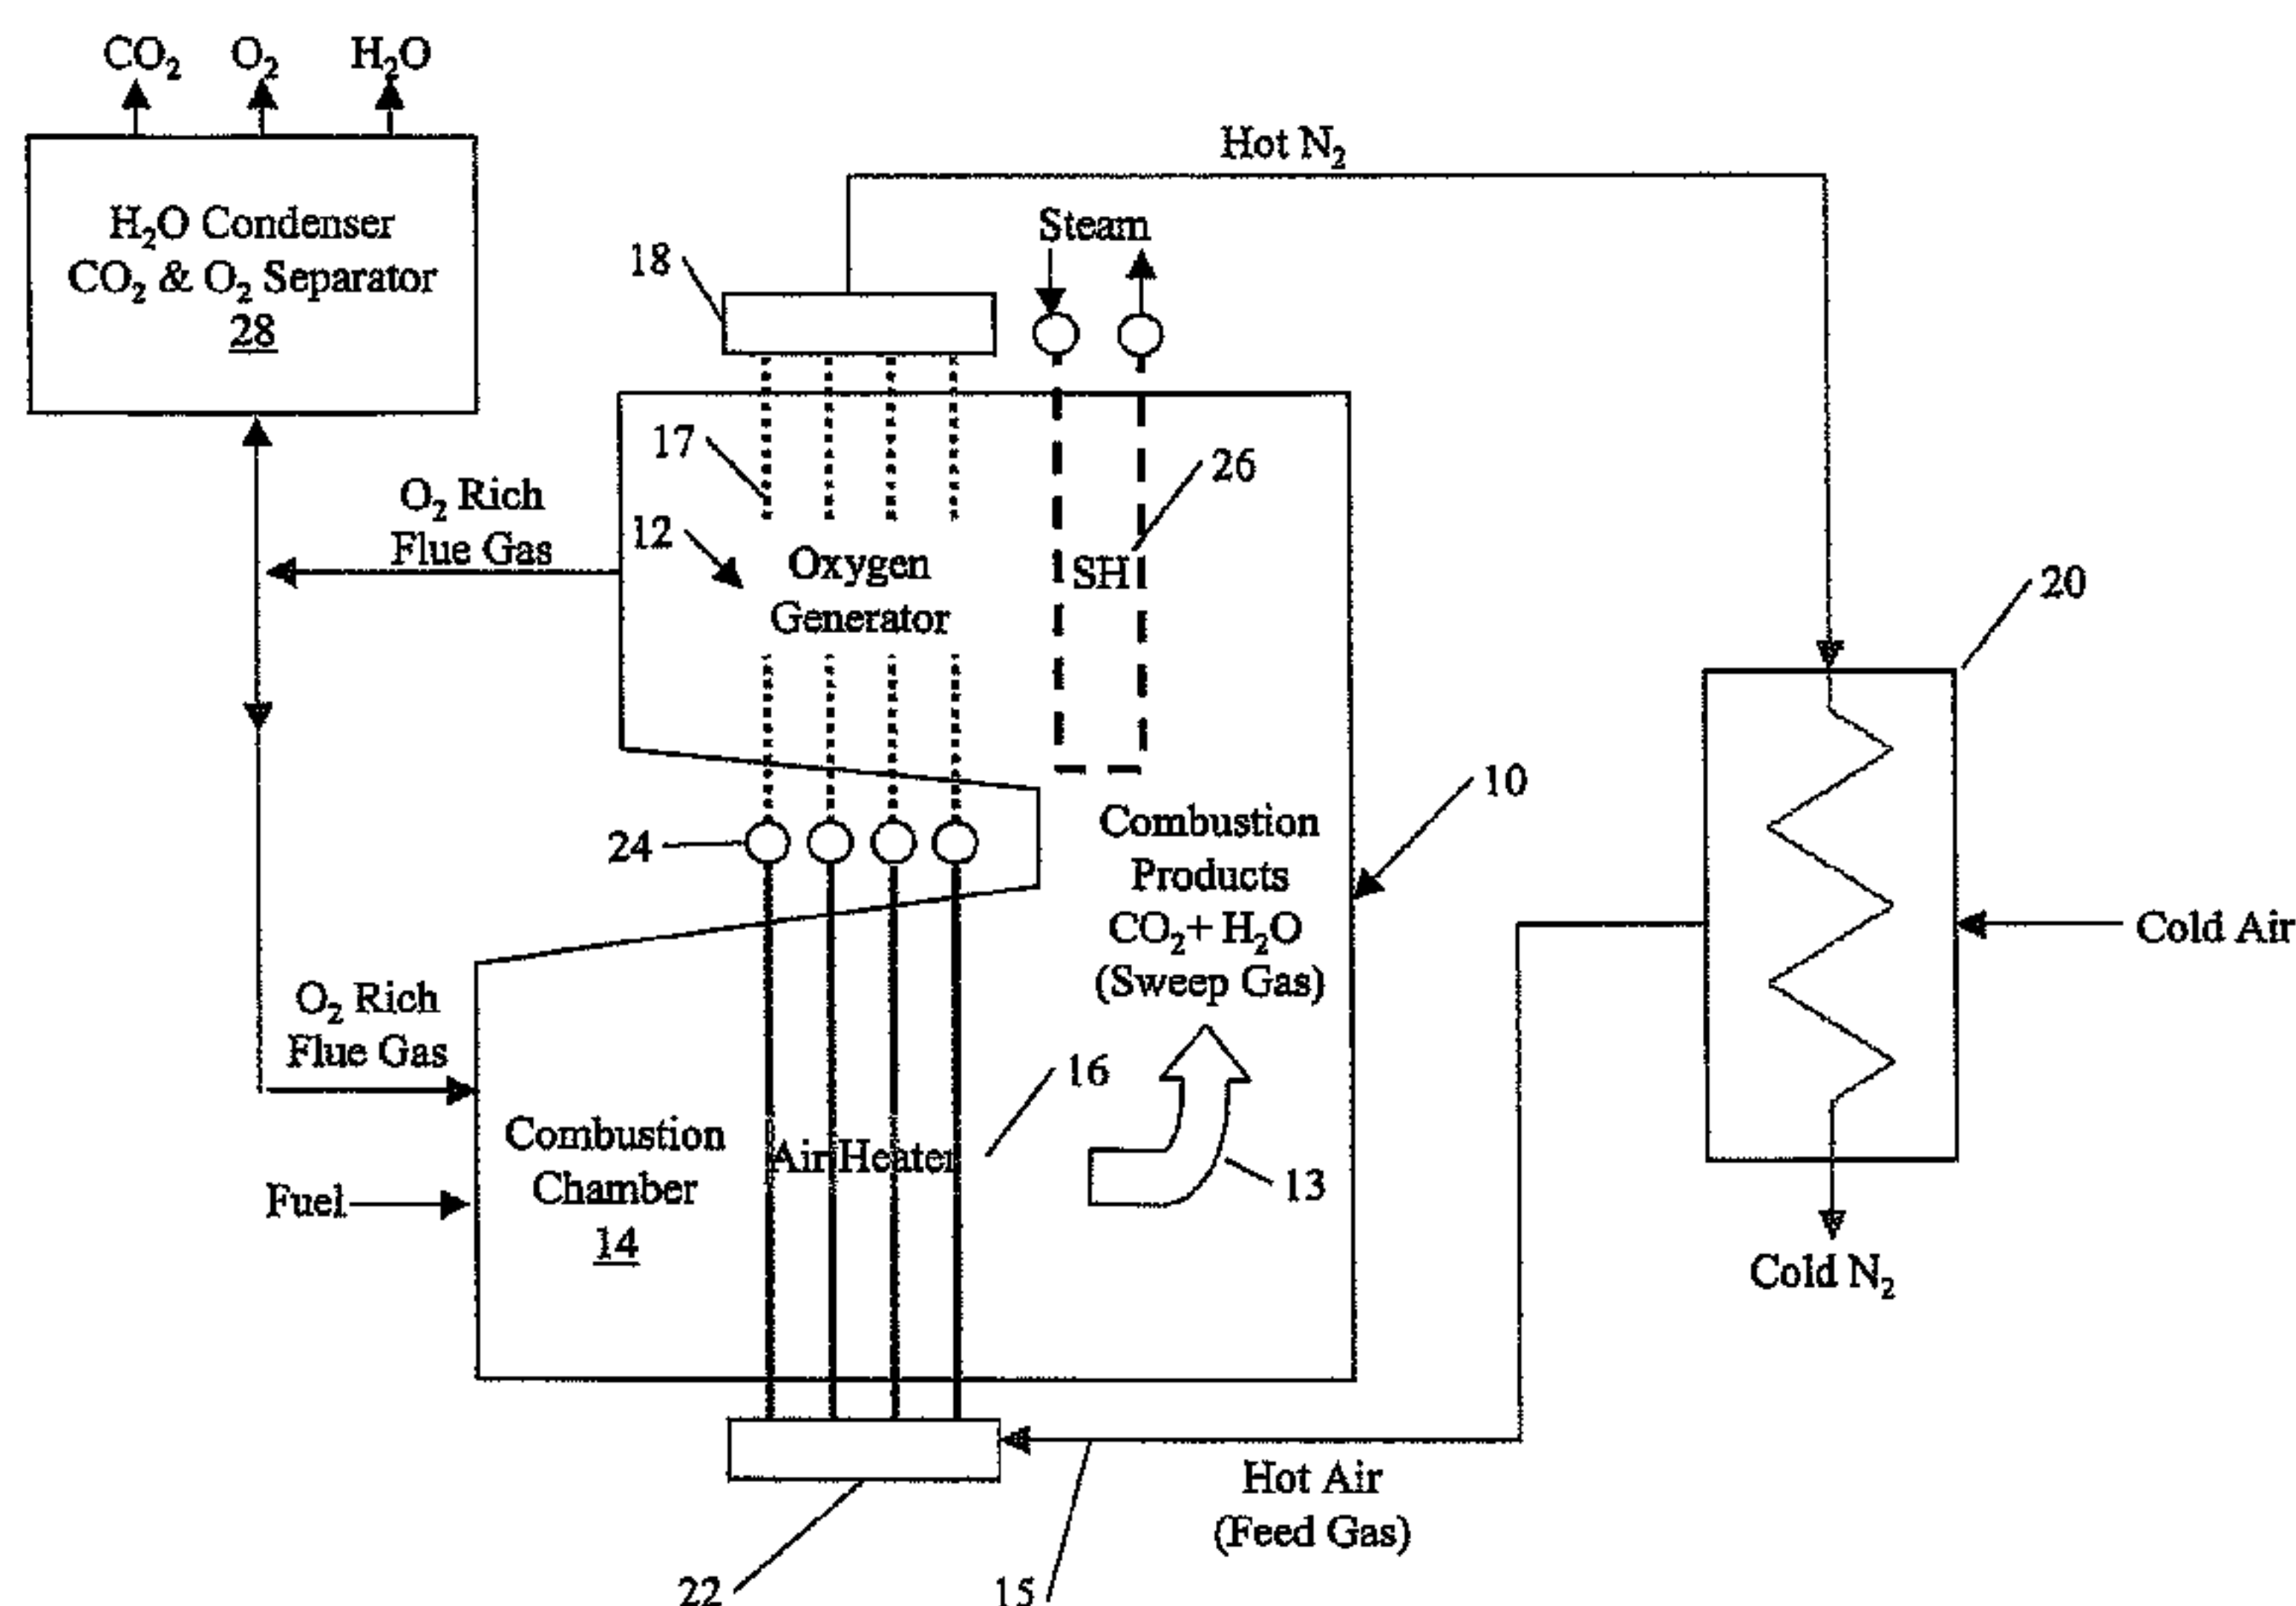 CO₂ O₂ H₂O
H₂O Condenser
CO₂ & O₂ Separator
28
Hot N₂
Steam
18
17
26
O₂ Rich
Flue Gas
12
Oxygen
Generator
SH
20
10
24
Combustion
Products
CO₂+ H₂O
(Sweep Gas)
Cold Air
O₂ Rich
Flue Gas
16
Combustion
Chamber
14
Air Heater
13
Fuel
Cold N₂
Hot Air
(Feed Gas)
22
15